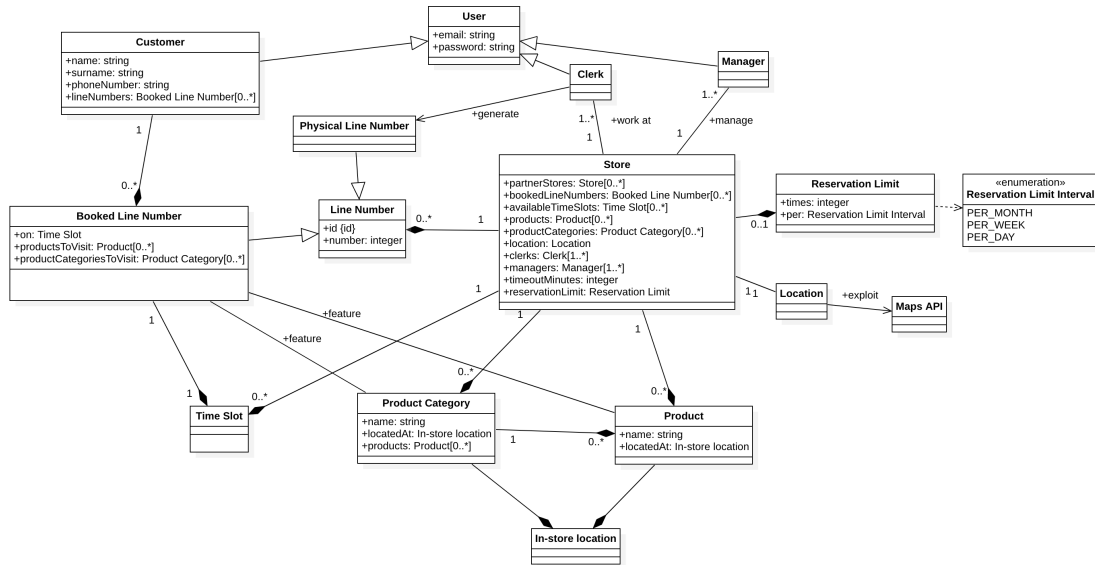 User
+email: string
+password: string
Customer
+name: string
+surname: string
+phoneNumber: string
+lineNumbers: Booked Line Number[0..*]
Manager
Clerk
+generate
1..*
+work at
1
1..*
+manage
1
Physical Line Number
1
0..*
Store
+partnerStores: Store[0..*]
+bookedLineNumbers: Booked Line Number[0..*]
+availableTimeSlots: Time Slot[0..*]
+products: Product[0..*]
+productCategories: Product Category[0..*]
+location: Location
+clerks: Clerk[1..*]
+managers: Manager[1..*]
+timeoutMinutes: integer
+reservationLimit: Reservation Limit
Reservation Limit
+times: integer
+per: Reservation Limit Interval
0..1
«enumeration»
Reservation Limit Interval
PER_MONTH
PER_WEEK
PER_DAY
Line Number
+id {id}
+number: integer
0..*
1
Booked Line Number
+on: Time Slot
+productsToVisit: Product[0..*]
+productCategoriesToVisit: Product Category[0..*]
1
1
Location
+exploit
Maps API
1
1
1
1
+feature
+feature
1
0..*
0..*
0..*
Time Slot
Product Category
+name: string
+locatedAt: In-store location
+products: Product[0..*]
1
0..*
Product
+name: string
+locatedAt: In-store location
In-store location